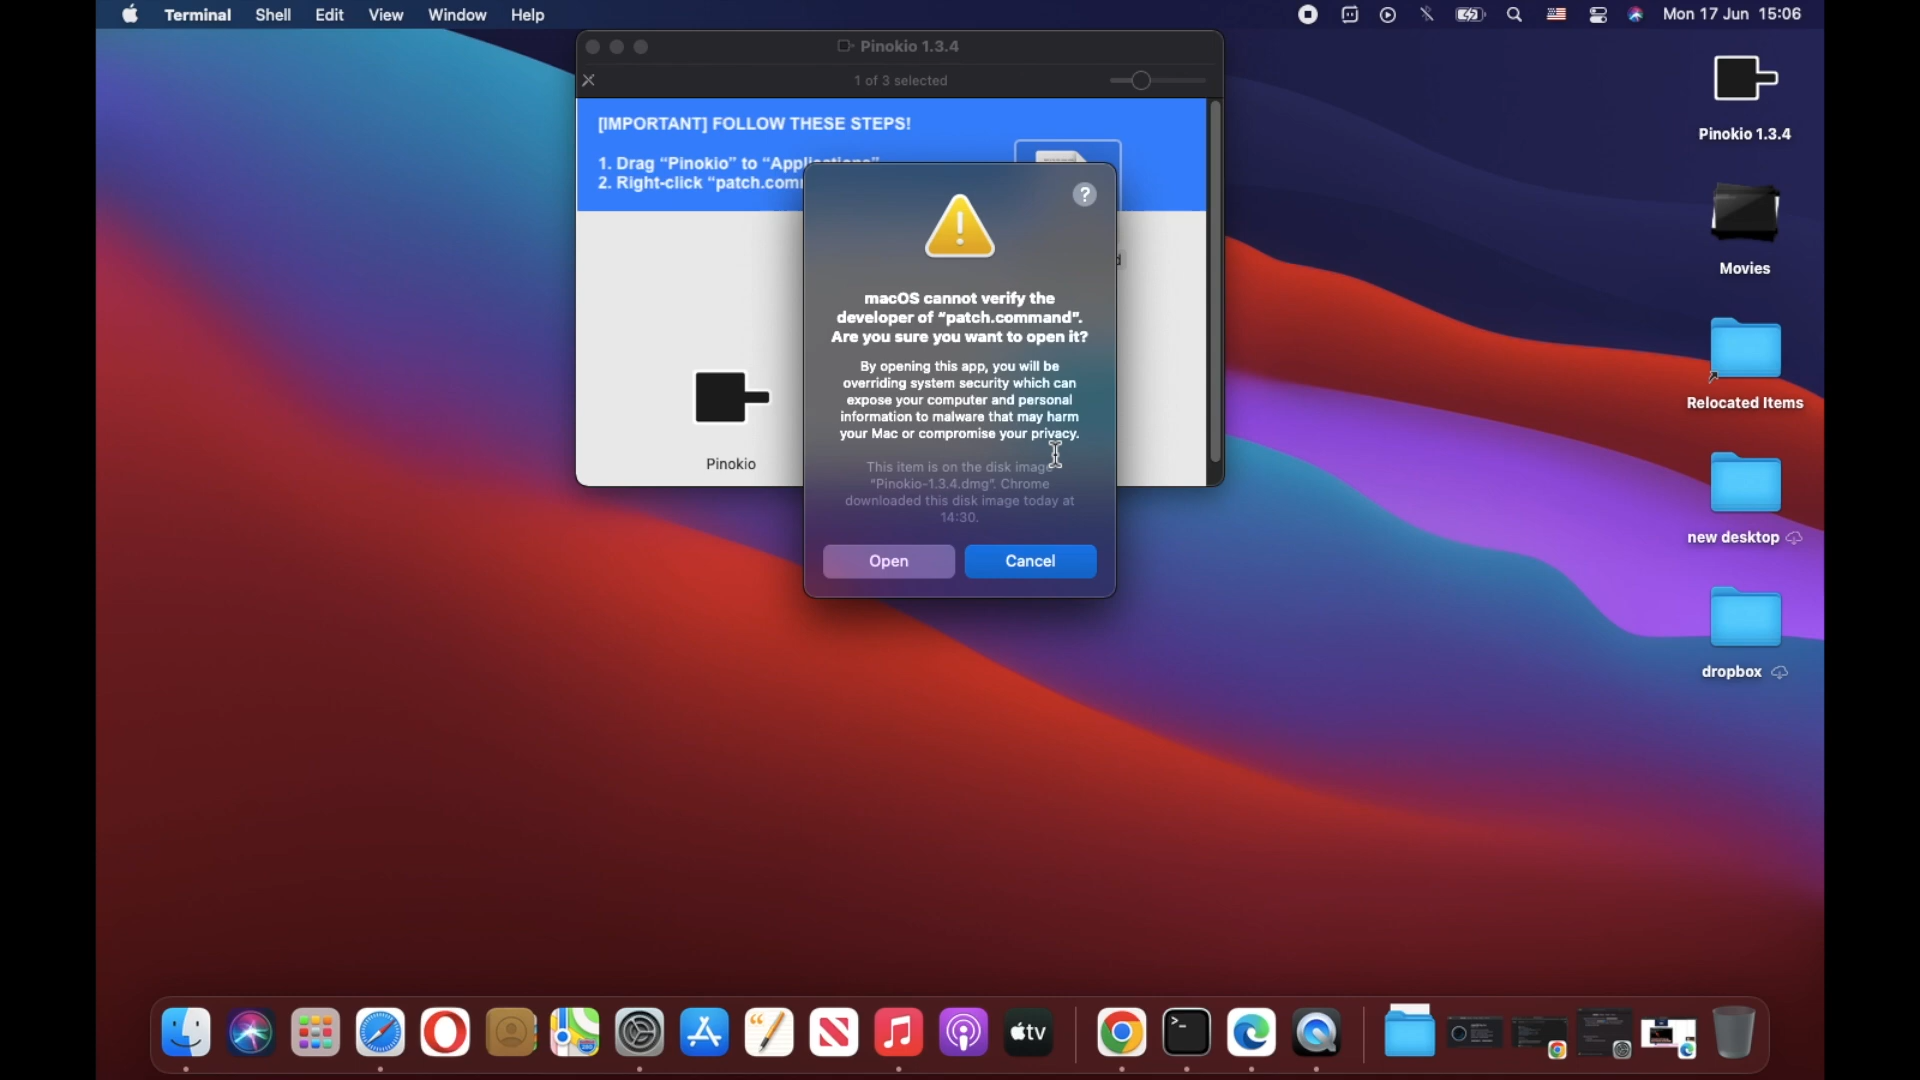 Terminal Shell Edit View Window Help
Mon 17 Jun 15:06
Pinokio 1.3.4
1 of 3 selected
[IMPORTANT] FOLLOW THESE STEPS!
1. Drag “Pinokio” to “Applications”
2. Right-click “patch.comm
?
macOS cannot verify the
developer of “patch.command”.
Are you sure you want to open it?
By opening this app, you will be
overriding system security which can
expose your computer and personal
information to malware that may harm
your Mac or compromise your privacy.
This item is on the disk image
“Pinokio-1.3.4.dmg”. Chrome
downloaded this disk image today at
14:30.
Open
Cancel
Pinokio
Pinokio 1.3.4
Movies
Relocated Items
new desktop
dropbox
tv